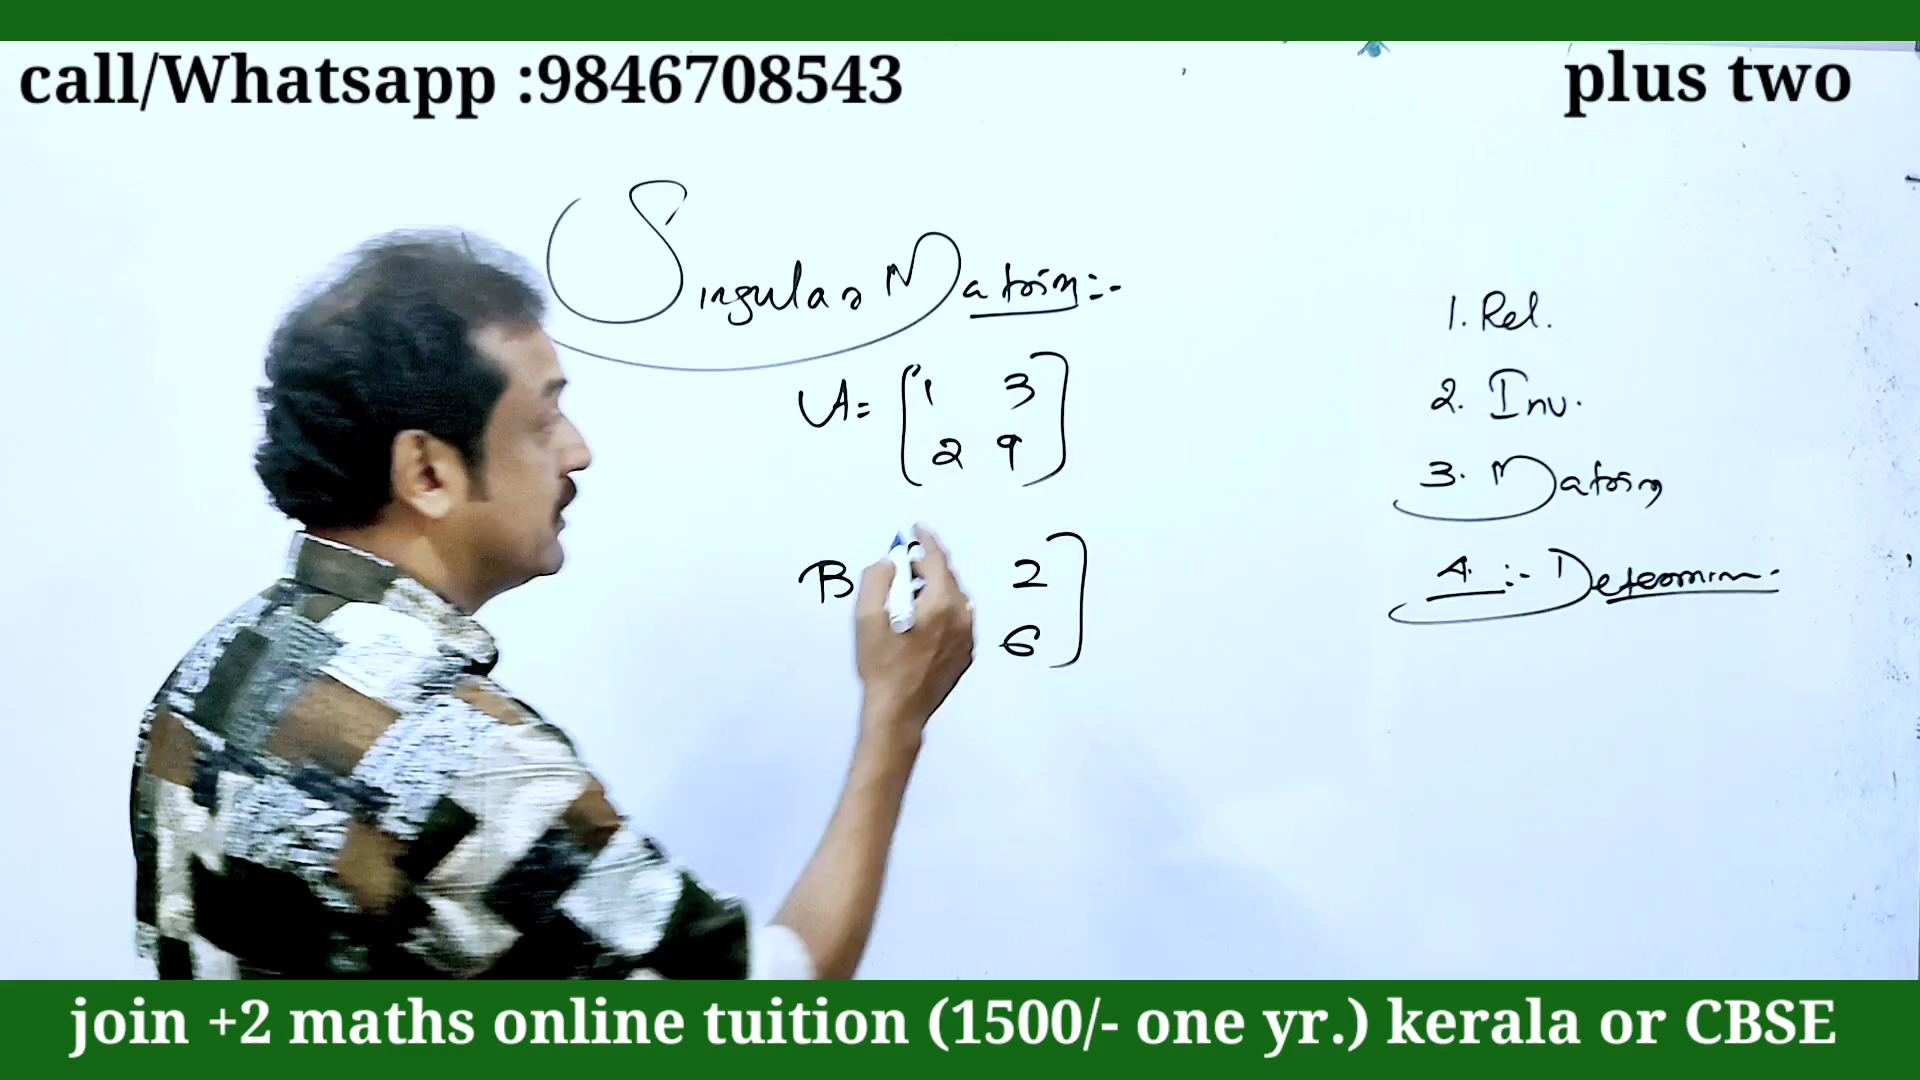 call/Whatsapp :9846708543
plus two
Singular Matrix:-
A= [1 3
2 9]
B 2
6]
1. Rel.
2. Inv.
3. Matrix
4. :- Determin.
join +2 maths online tuition (1500/- one yr.) kerala or CBSE